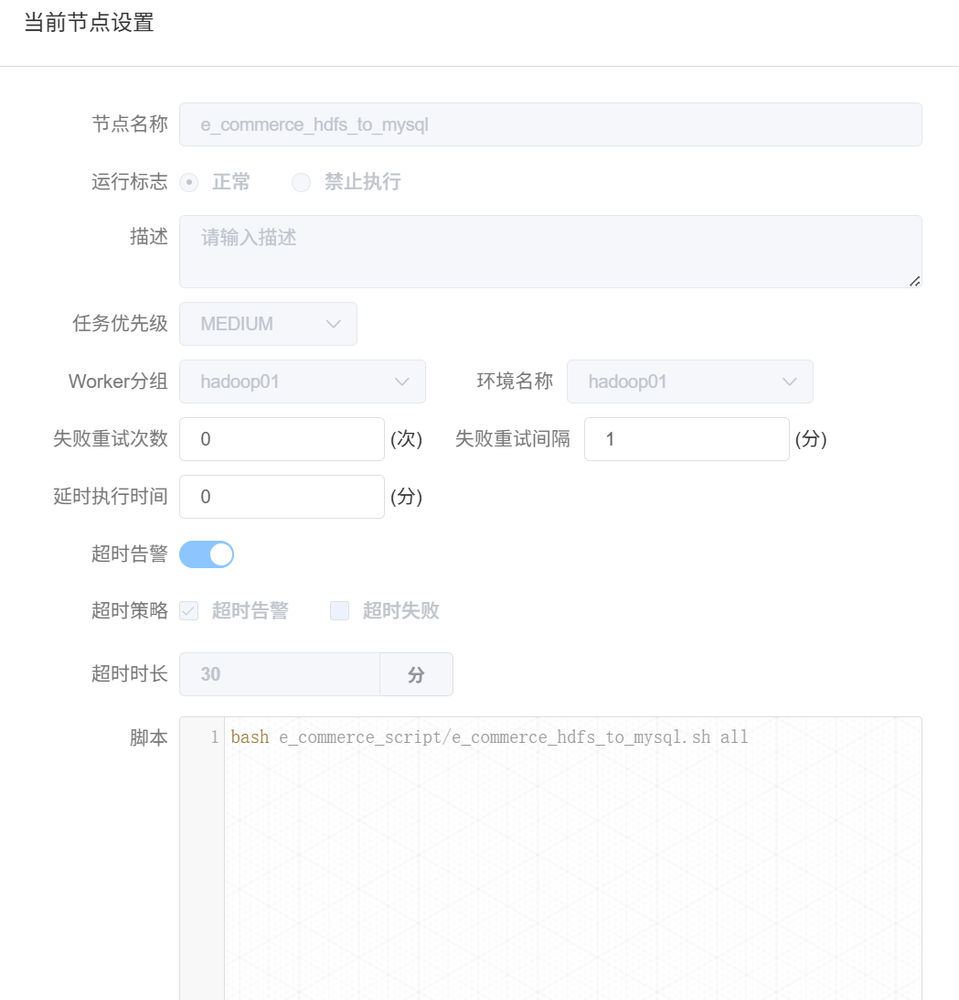 当前节点设置
节点名称 e_commerce_hdfs_to_mysql
运行标志 正常 禁止执行
描述 请输入描述
任务优先级 MEDIUM
Worker分组 hadoop01 环境名称 hadoop01
失败重试次数 0 (次) 失败重试间隔 1 (分)
延时执行时间 0 (分)
超时告警
超时策略 超时告警 超时失败
超时时长 30 分
脚本 1 bash e_commerce_script/e_commerce_hdfs_to_mysql.sh all